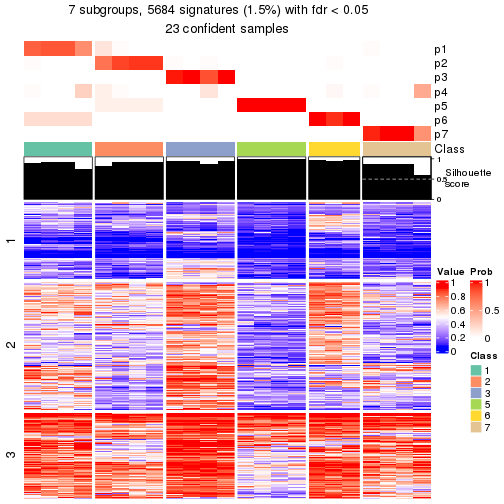 7 subgroups, 5684 signatures (1.5%) with fdr < 0.05
23 confident samples
p1
p2
p3
p4
p5
p6
p7
Class
1
0.5
0
Silhouette
score
1
2
3
Value
1
0.8
0.6
0.4
0.2
0
Prob
1
0.5
0
Class
1
2
3
5
6
7